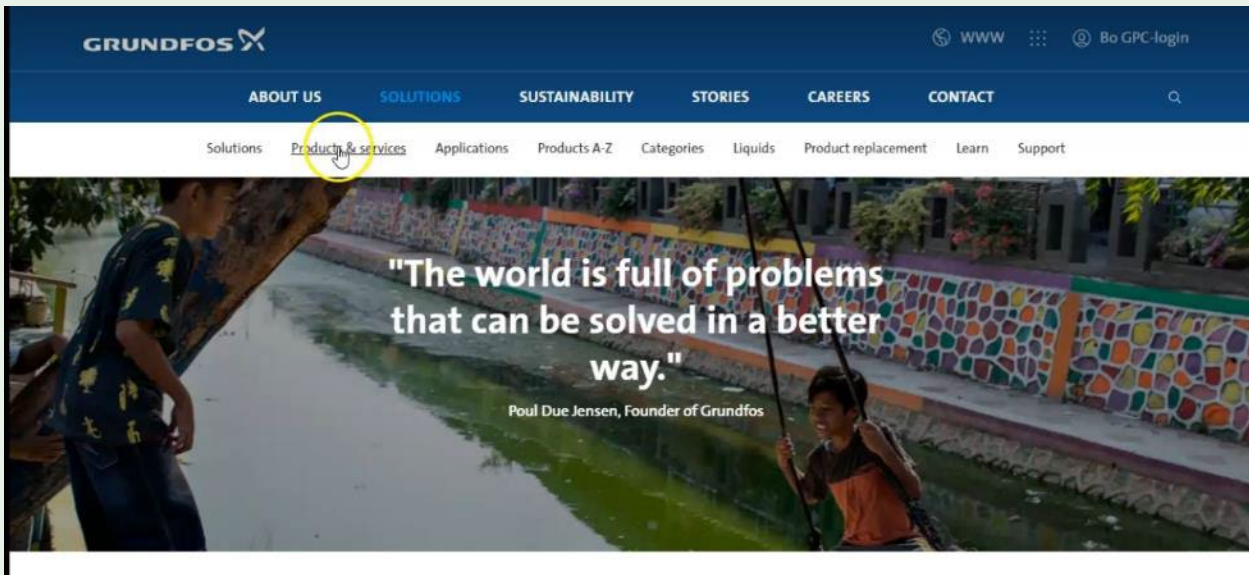 GRUNDFOS
WWW
Bo GPC-login
ABOUT US SOLUTIONS SUSTAINABILITY STORIES CAREERS CONTACT
Solutions Products & services Applications Products A-Z Categories Liquids Product replacement Learn Support
"The world is full of problems
that can be solved in a better
way."
Poul Due Jensen, Founder of Grundfos